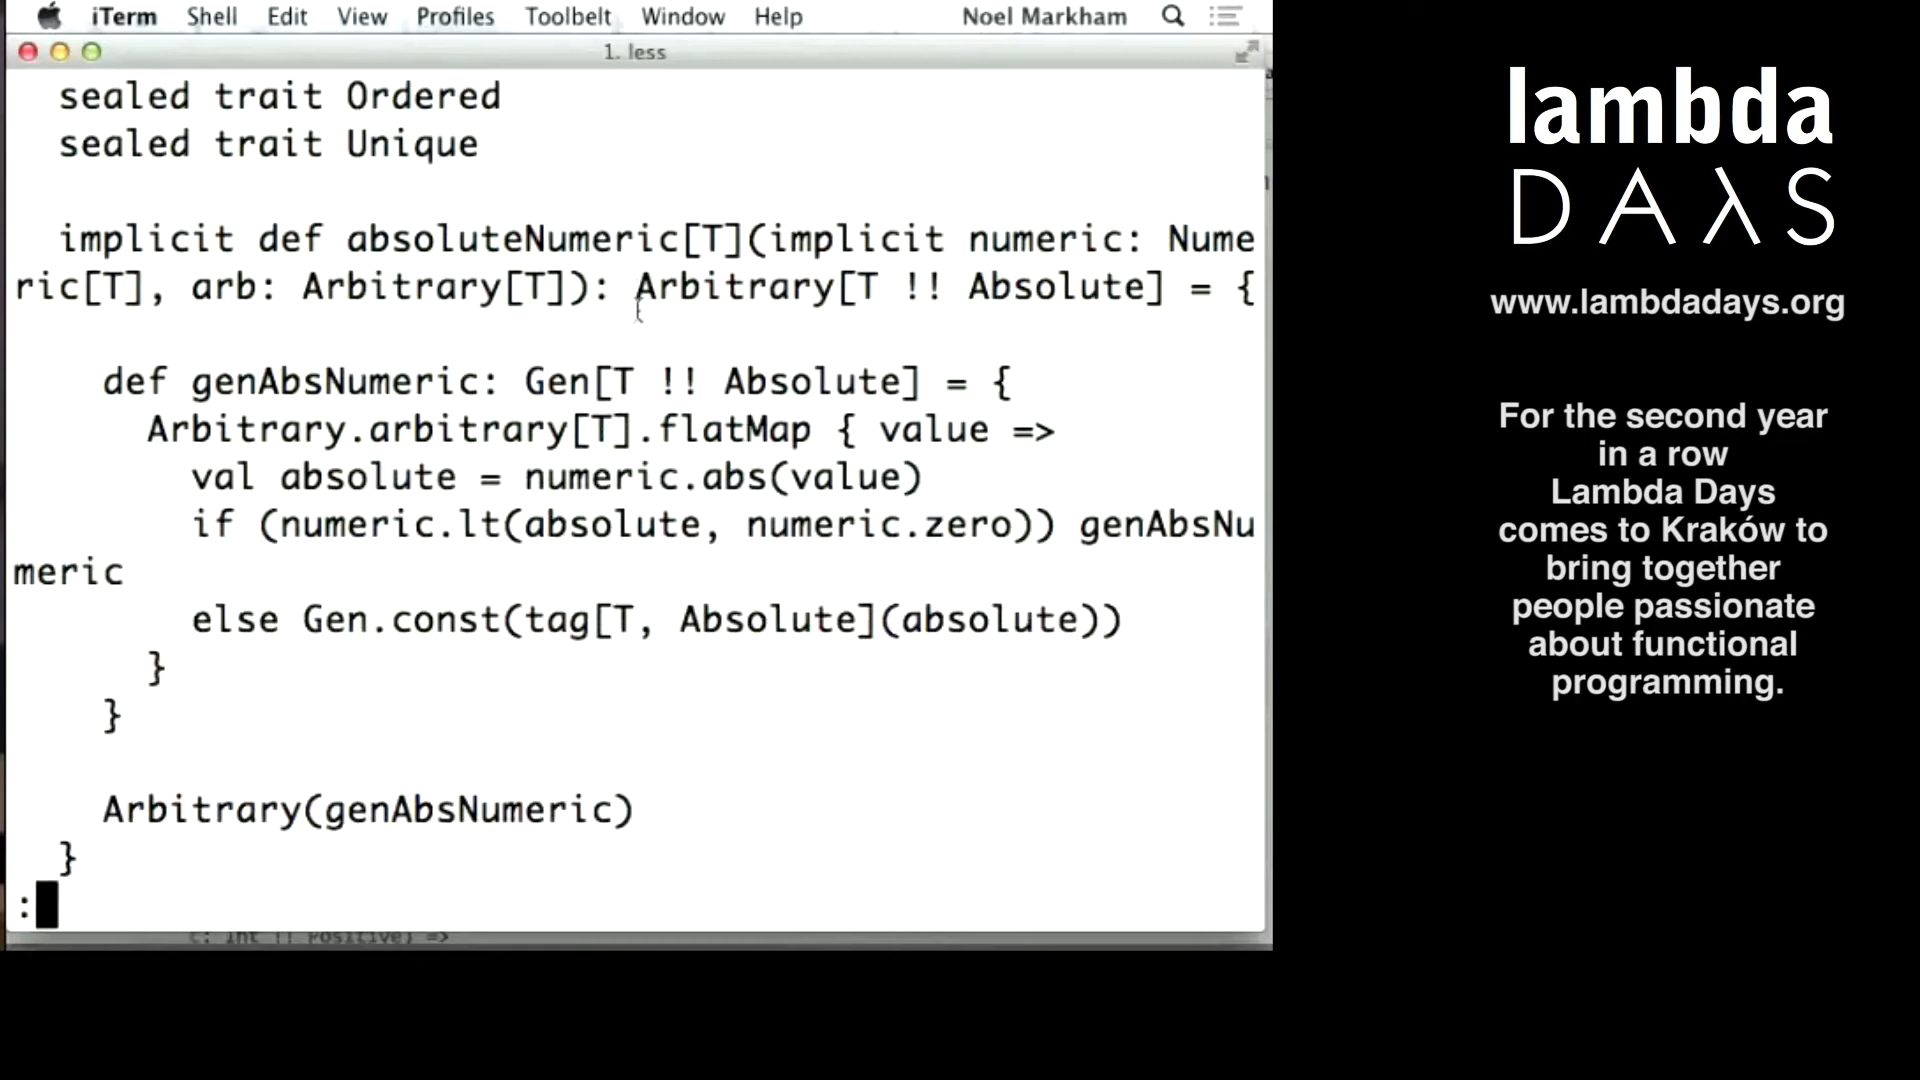 iTerm Shell Edit View Profiles Toolbelt Window Help Noel Markham
1. less
sealed trait Ordered
sealed trait Unique
implicit def absoluteNumeric[T](implicit numeric: Nume
ric[T], arb: Arbitrary[T]): Arbitrary[T !! Absolute] = {
def genAbsNumeric: Gen[T !! Absolute] = {
Arbitrary.arbitrary[T].flatMap { value =>
val absolute = numeric.abs(value)
if (numeric.lt(absolute, numeric.zero)) genAbsNu
meric
else Gen.const(tag[T, Absolute](absolute))
}
}
Arbitrary(genAbsNumeric)
}
:
c: Int !! Positive) =>
lambda
DAλS
www.lambdadays.org
For the second year
in a row
Lambda Days
comes to Kraków to
bring together
people passionate
about functional
programming.